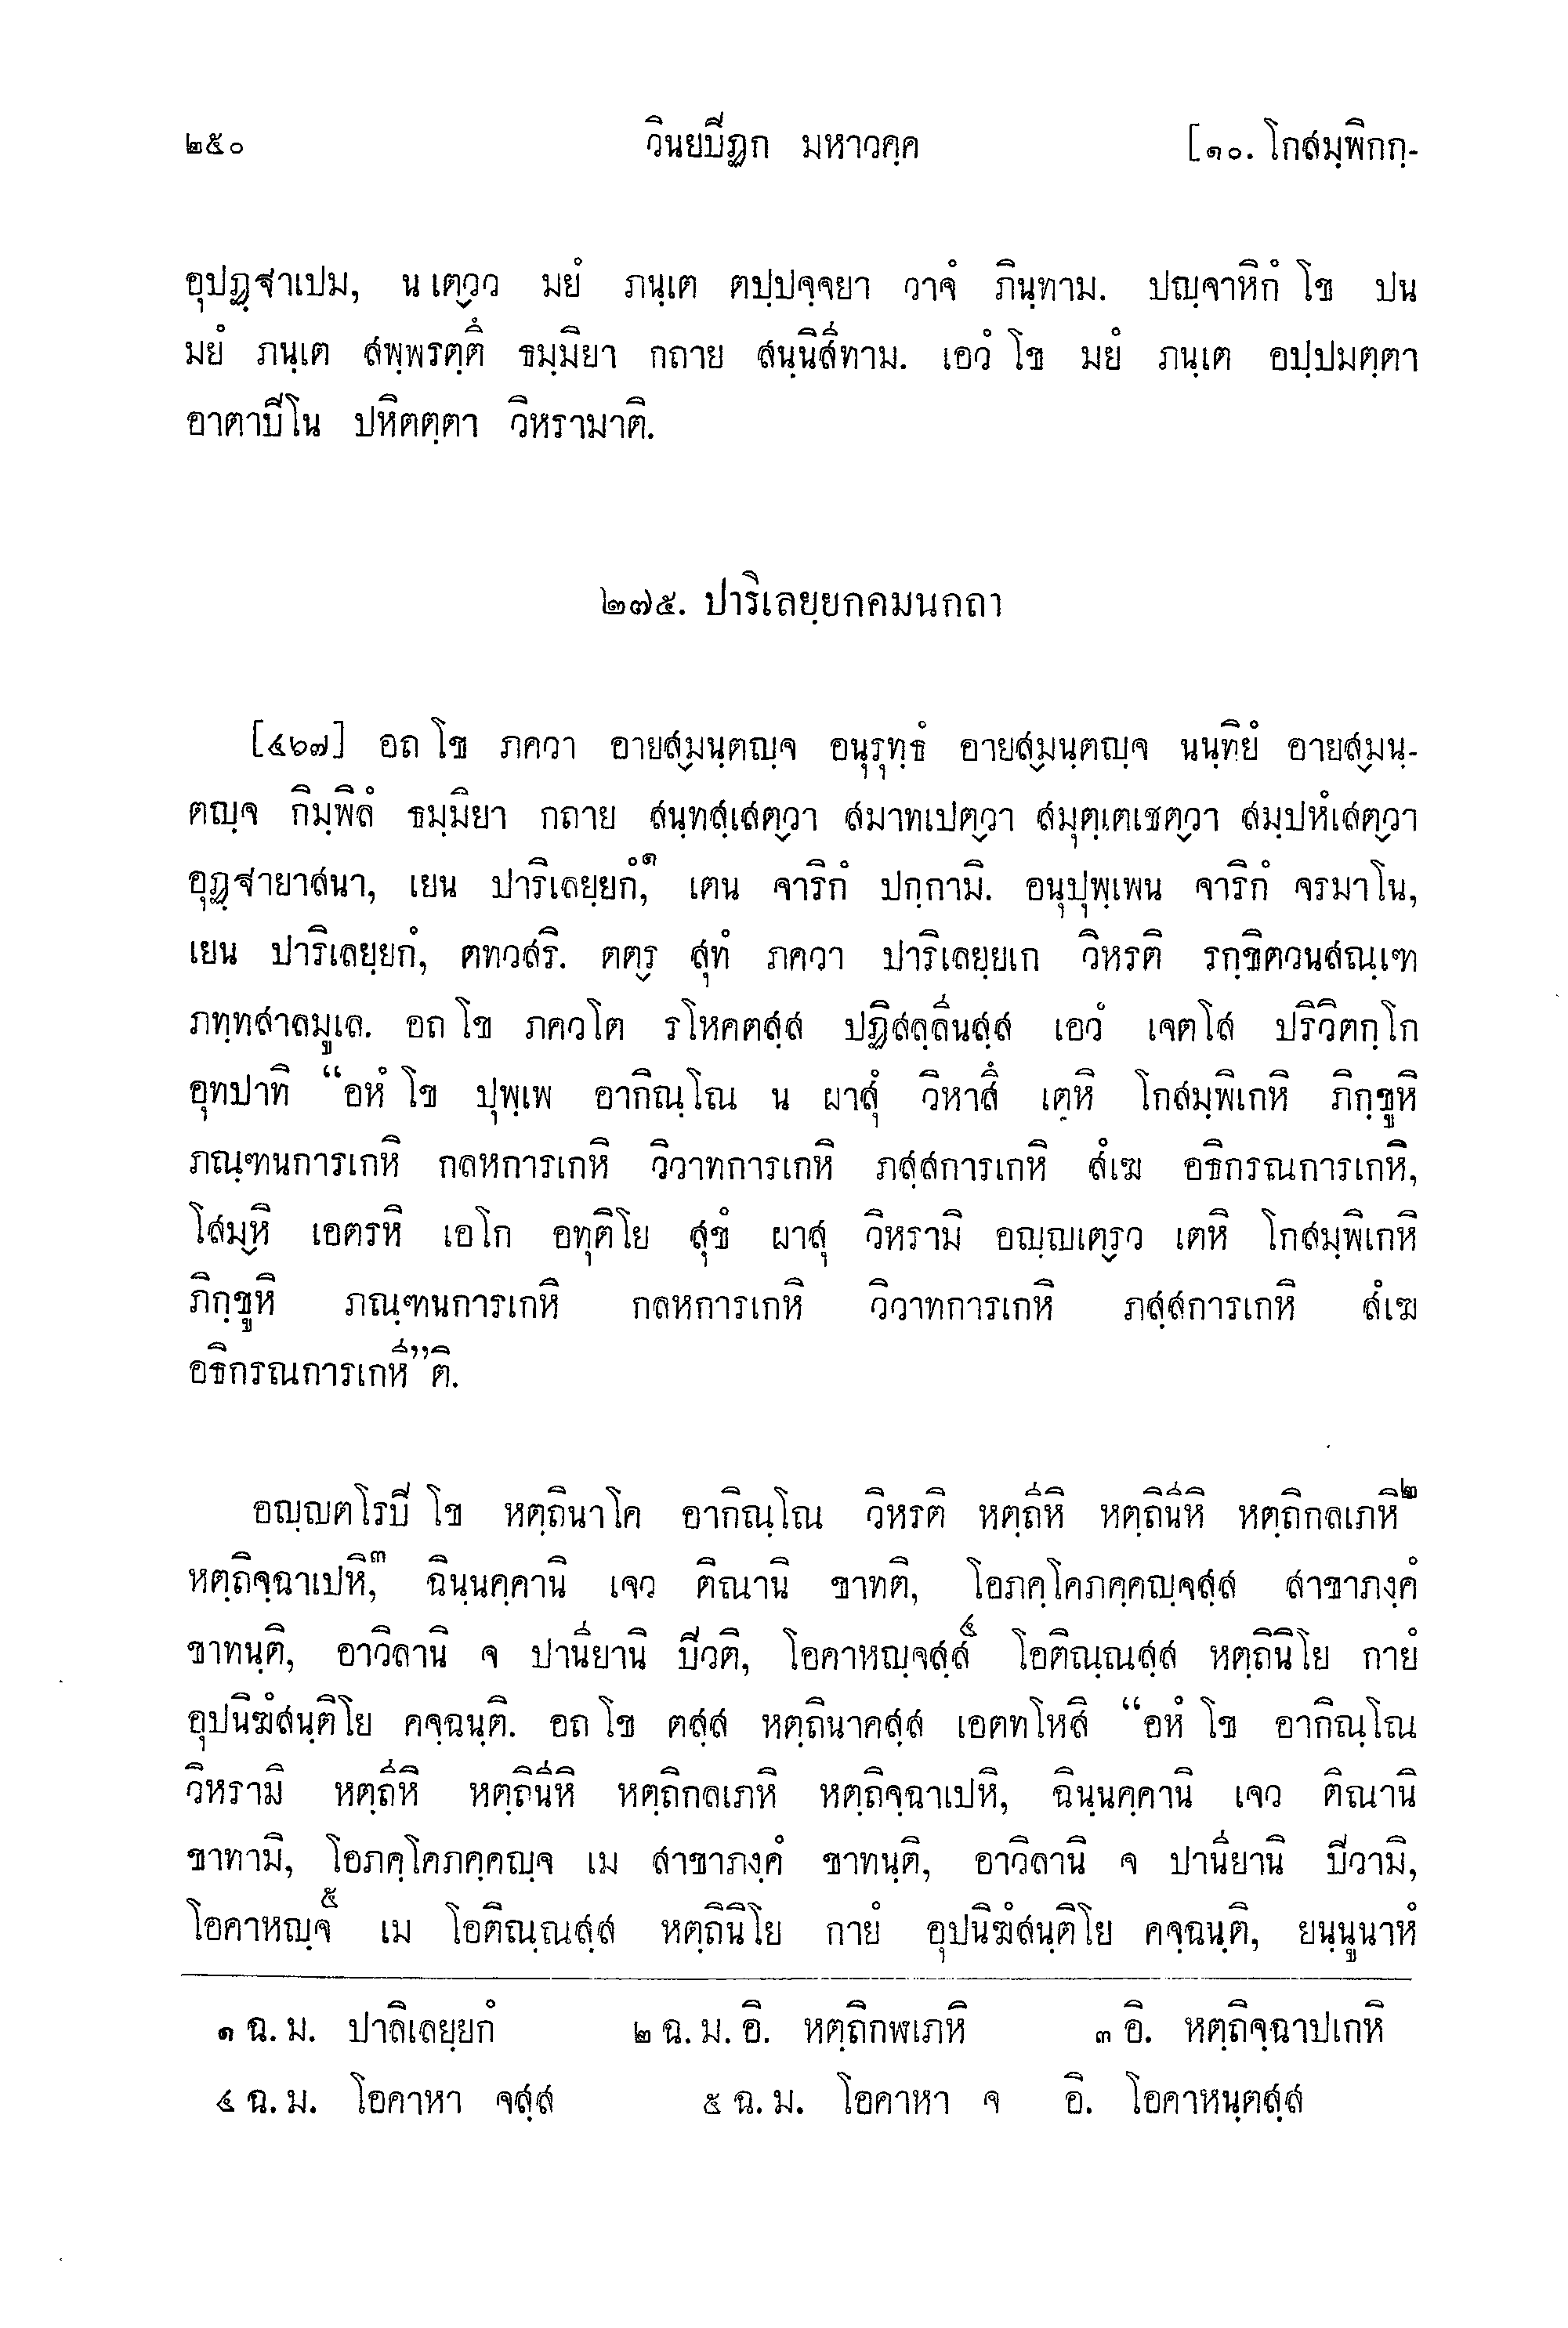 ๒๕๐ วินยปิฏก มหาวคฺค [๑๐. โกสมฺพิกกฺ-
อุปฏฺฐาเปม, น เตฺวว มยํ ภนฺเต ตปฺปจฺจยา วาจํ ภินฺทาม. ปญฺจาหิกํ โข ปน
มยํ ภนฺเต สพฺพรตฺตึ ธมฺมิยา กถาย สนฺนิสีทาม. เอวํ โข มยํ ภนฺเต อปฺปมตฺตา
อาตาปิโน ปหิตตฺตา วิหรามาติ.
๒๗๕. ปาริเลยฺยกคมนกถา
[๔๖๗] อถ โข ภควา อายสฺมนฺตญฺจ อนุรุทฺธํ อายสฺมนฺตญฺจ นนฺทิยํ อายสฺมนฺ-
ตญฺจ กิมฺพิลํ ธมฺมิยา กถาย สนฺทสฺเสตฺวา สมาทเปตฺวา สมุตฺเตเชตฺวา สมฺปหํเสตฺวา
อุฏฺฐายาสนา, เยน ปาริเลยฺยกํ,๑ เตน จาริกํ ปกฺกามิ. อนุปุพฺเพน จาริกํ จรมาโน,
เยน ปาริเลยฺยกํ, ตทวสริ. ตตฺร สุทํ ภควา ปาริเลยฺยเก วิหรติ รกฺขิตวนสณฺเฑ
ภทฺทสาลมูเล. อถ โข ภควโต รโหคตสฺส ปฏิสลฺลีนสฺส เอวํ เจตโส ปริวิตกฺโก
อุทปาทิ “อหํ โข ปุพฺเพ อากิณฺโณ น ผาสุํ วิหาสึ เตหิ โกสมฺพิเกหิ ภิกฺขูหิ
ภณฺฑนการเกหิ กลหการเกหิ วิวาทการเกหิ ภสฺสการเกหิ สํเฆ อธิกรณการเกหิ,
โสมฺหิ เอตรหิ เอโก อทุติโย สุขํ ผาสุ วิหรามิ อญฺญเตฺรว เตหิ โกสมฺพิเกหิ
ภิกฺขูหิ ภณฺฑนการเกหิ กลหการเกหิ วิวาทการเกหิ ภสฺสการเกหิ สํเฆ
อธิกรณการเกหี”ติ.
อญฺญตโรปิ โข หตฺถินาโค อากิณฺโณ วิหรติ หตฺถีหิ หตฺถินีหิ หตฺถิกลเภหิ๒
หตฺถิจฺฉาเปหิ,๓ ฉินฺนคฺคานิ เจว ติณานิ ขาทติ, โอภคฺโคภคฺคญฺจสฺส สาขาภงฺคํ
ขาทนฺติ, อาวิลานิ จ ปานียานิ ปิวติ, โอคาหญฺจสฺส๔ โอติณฺณสฺส หตฺถินิโย กายํ
อุปนิฆํสนฺติโย คจฺฉนฺติ. อถ โข ตสฺส หตฺถินาคสฺส เอตทโหสิ “อหํ โข อากิณฺโณ
วิหรามิ หตฺถีหิ หตฺถินีหิ หตฺถิกลเภหิ หตฺถิจฺฉาเปหิ, ฉินฺนคฺคานิ เจว ติณานิ
ขาทามิ, โอภคฺโคภคฺคญฺจ เม สาขาภงฺคํ ขาทนฺติ, อาวิลานิ จ ปานียานิ ปิวามิ,
โอคาหญฺจ๕ เม โอติณฺณสฺส หตฺถินิโย กายํ อุปนิฆํสนฺติโย คจฺฉนฺติ, ยนฺนูนาหํ
๑ ฉ. ม. ปาลิเลยฺยกํ ๒ ฉ. ม. อิ. หตฺถิกฬเภหิ ๓ อิ. หตฺถิจฺฉาปเกหิ
๔ ฉ. ม. โอคาหา จสฺส ๕ ฉ. ม. โอคาหา จ อิ. โอคาหนฺตสฺส